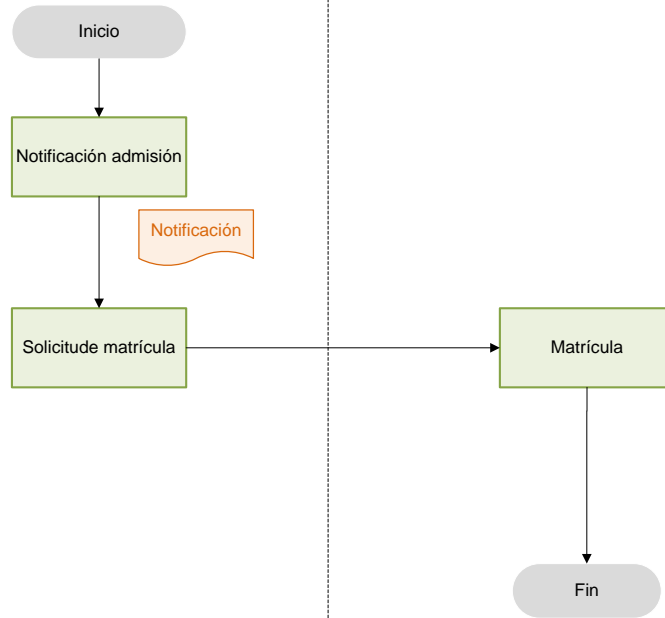 Inicio
Notificación admisión
Notificación
Solicitude matrícula
Matrícula
Fin